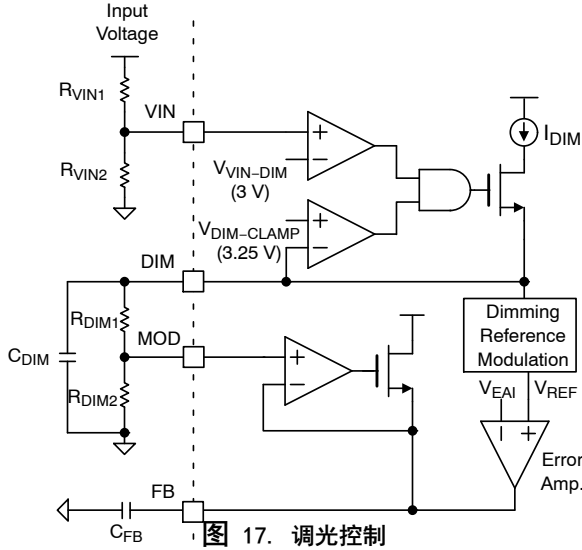 Input
Voltage
RVIN1
VIN
RVIN2
VVIN–DIM
(3 V)
+
−
IDIM
VDIM−CLAMP
(3.25 V)
+
−
DIM
RDIM1
MOD
CDIM
RDIM2
+
−
Dimming
Reference
Modulation
VEAI
VREF
− +
Error
Amp.
FB
CFB
图 17. 调光控制